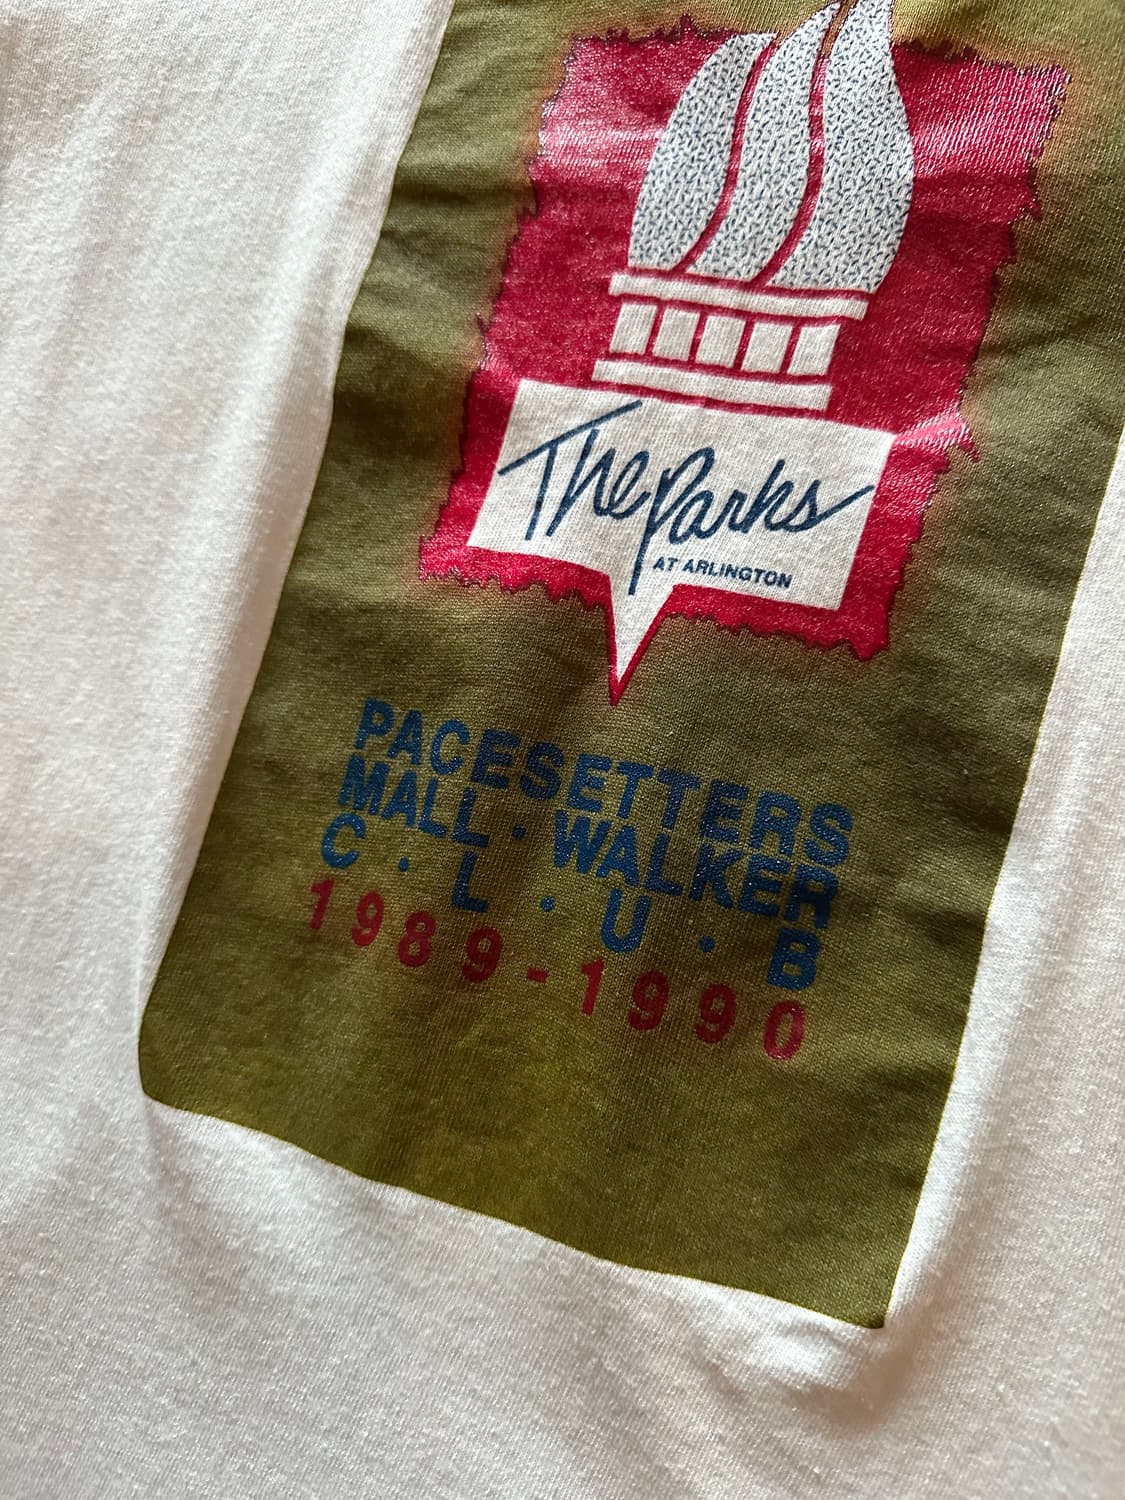 The Parks
AT ARLINGTON
PACESETTERS
MALL · WALKER
C · L · U · B
1989-1990